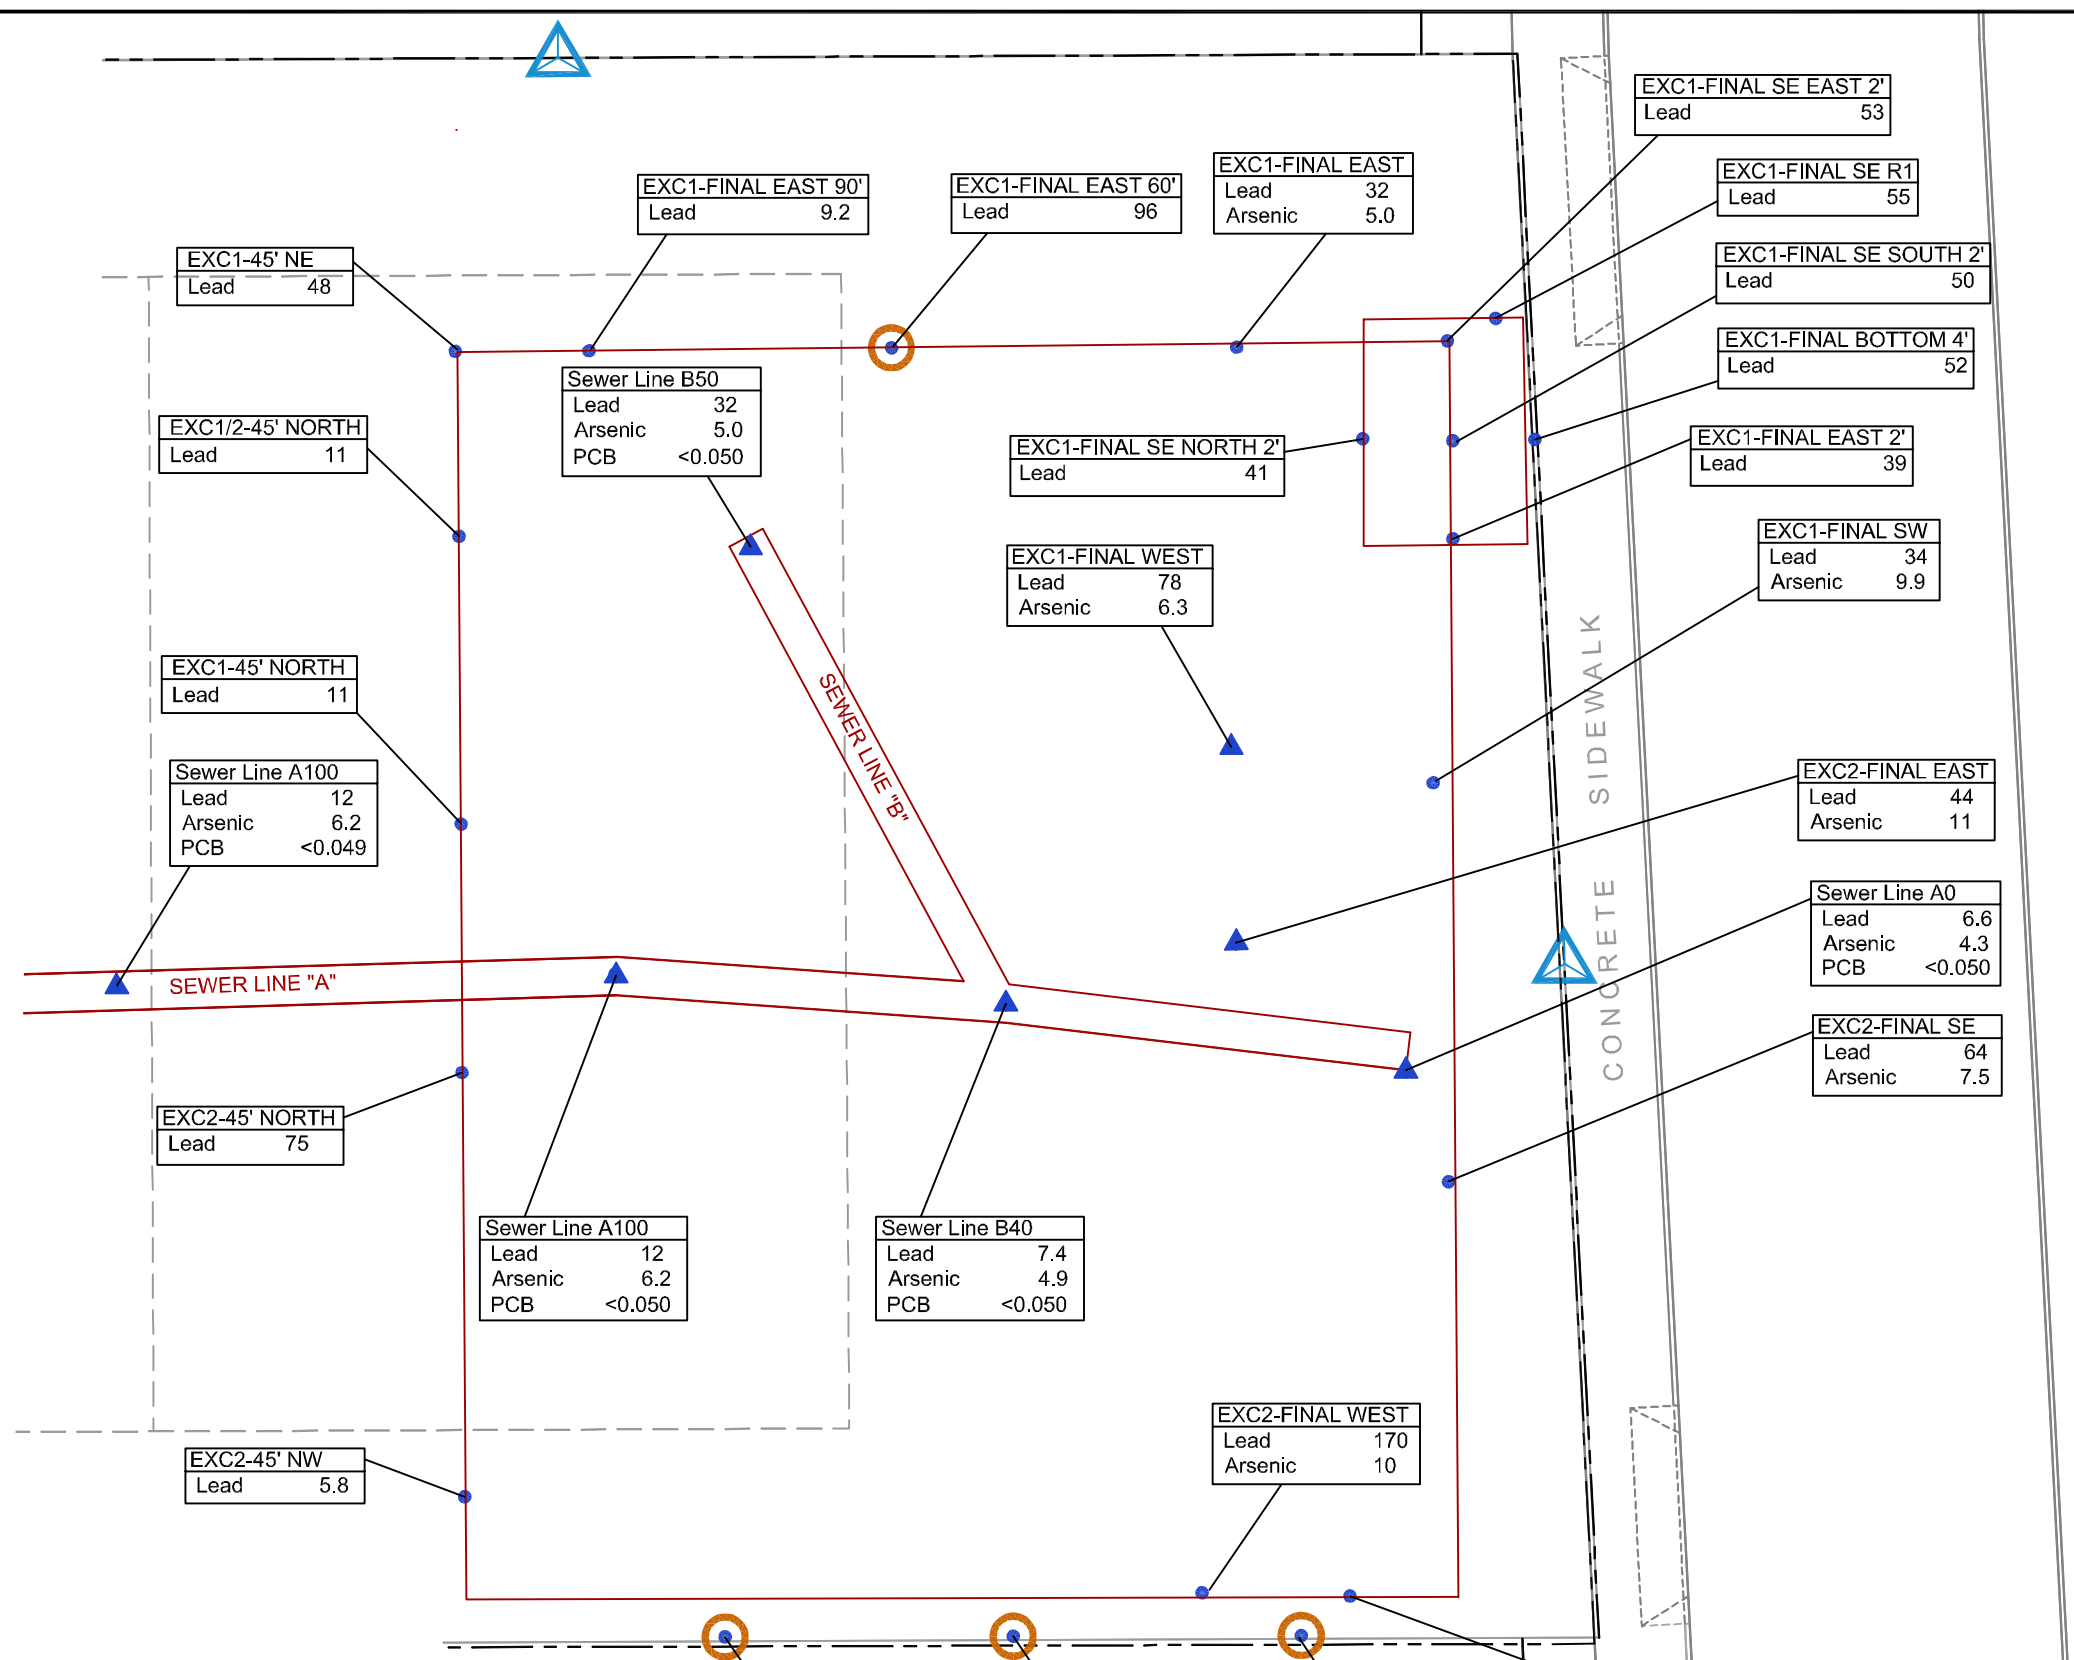 EXC1-FINAL SE EAST 2'
Lead 53
EXC1-FINAL EAST 90'
Lead 9.2
EXC1-FINAL EAST 60'
Lead 96
EXC1-FINAL EAST
Lead 32
Arsenic 5.0
EXC1-FINAL SE R1
Lead 55
EXC1-45' NE
Lead 48
EXC1-FINAL SE SOUTH 2'
Lead 50
EXC1-FINAL BOTTOM 4'
Lead 52
Sewer Line B50
Lead 32
Arsenic 5.0
PCB <0.050
EXC1/2-45' NORTH
Lead 11
EXC1-FINAL SE NORTH 2'
Lead 41
EXC1-FINAL EAST 2'
Lead 39
EXC1-FINAL WEST
Lead 78
Arsenic 6.3
EXC1-FINAL SW
Lead 34
Arsenic 9.9
EXC1-45' NORTH
Lead 11
SEWER LINE "B"
CONCRETE SIDEWALK
Sewer Line A100
Lead 12
Arsenic 6.2
PCB <0.049
EXC2-FINAL EAST
Lead 44
Arsenic 11
Sewer Line A0
Lead 6.6
Arsenic 4.3
PCB <0.050
SEWER LINE "A"
EXC2-FINAL SE
Lead 64
Arsenic 7.5
EXC2-45' NORTH
Lead 75
Sewer Line A100
Lead 12
Arsenic 6.2
PCB <0.050
Sewer Line B40
Lead 7.4
Arsenic 4.9
PCB <0.050
EXC2-FINAL WEST
Lead 170
Arsenic 10
EXC2-45' NW
Lead 5.8